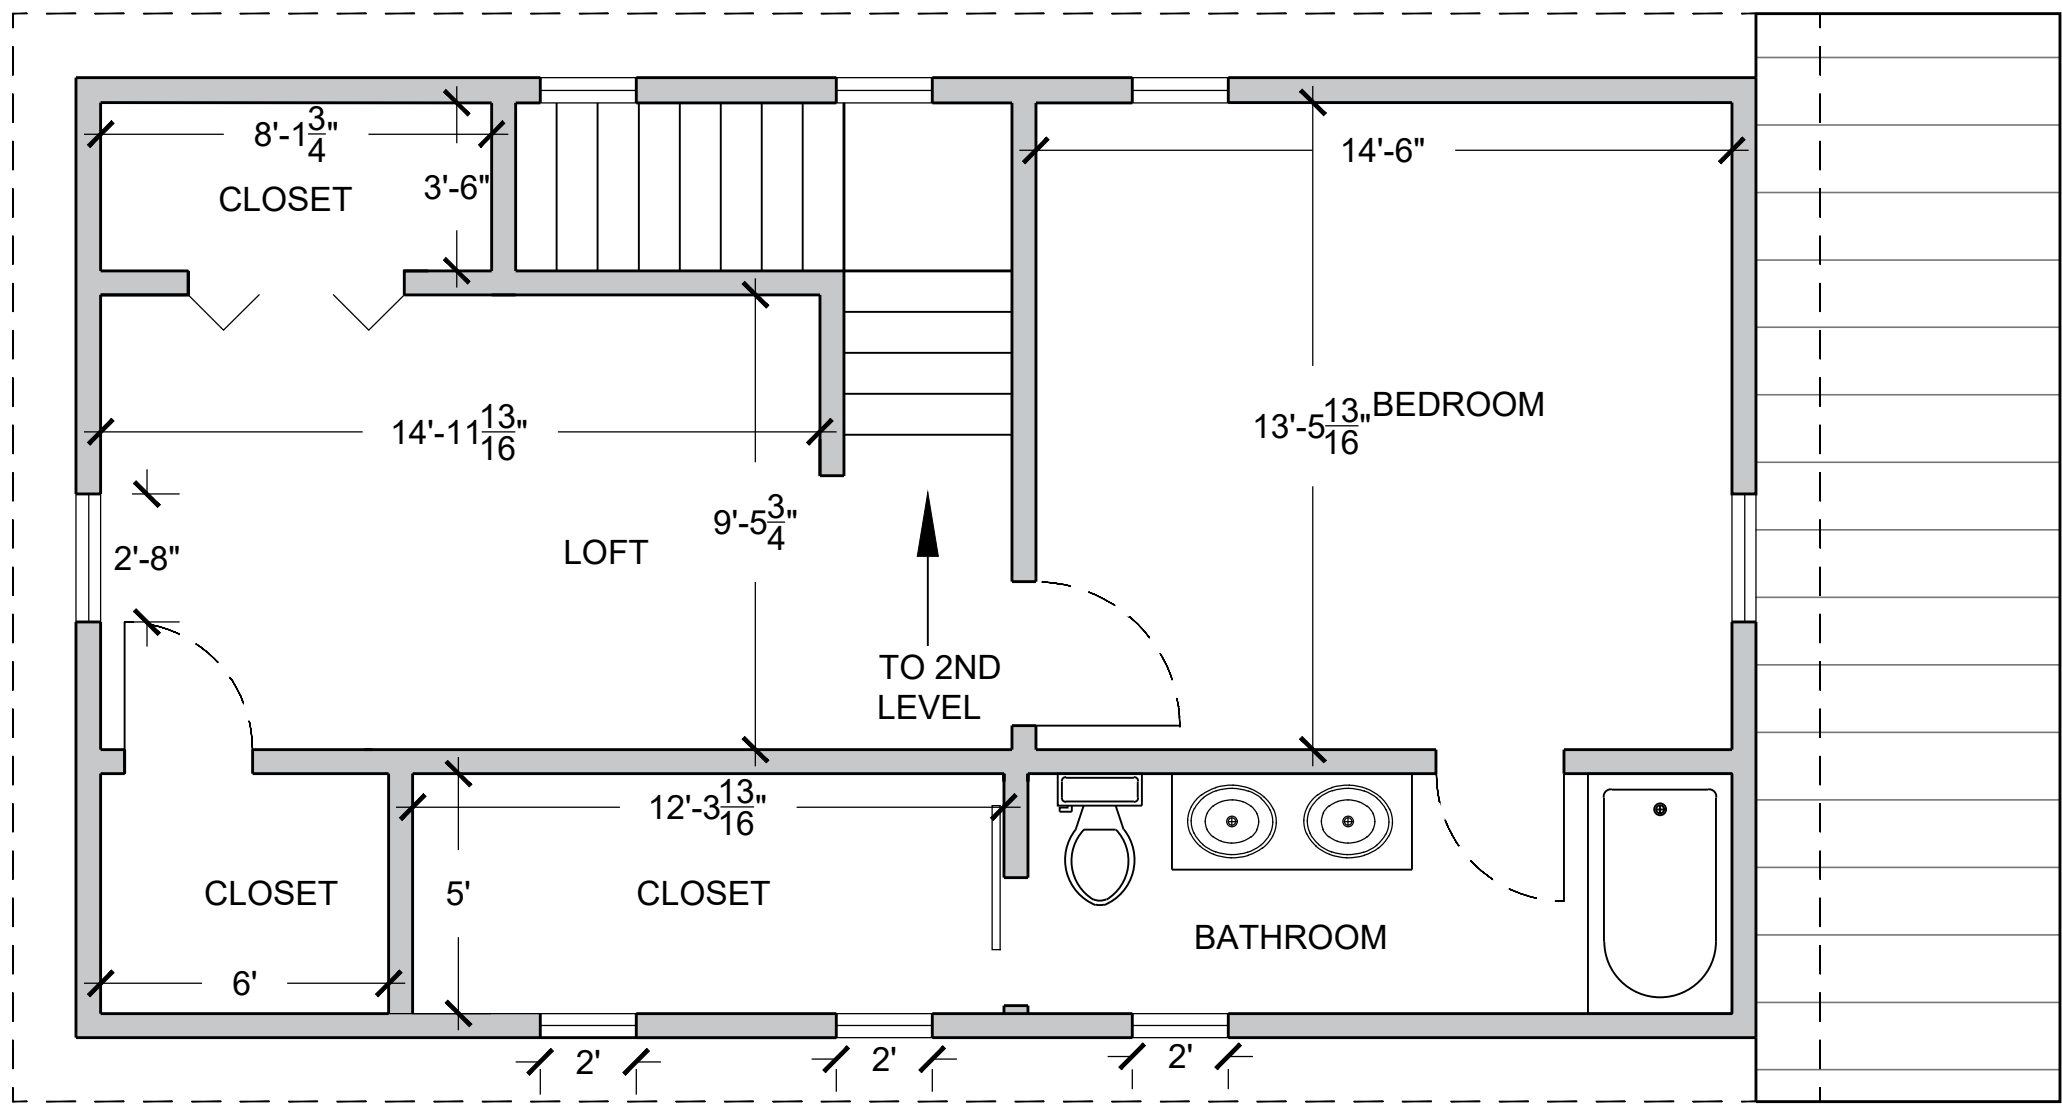 8'-1 3/4"
3'-6"
CLOSET
14'-6"
14'-11 13/16"
13'-5 13/16"
BEDROOM
9'-5 3/4"
2'-8"
LOFT
TO 2ND
LEVEL
12'-3 13/16"
CLOSET
5'
CLOSET
BATHROOM
6'
2'
2'
2'